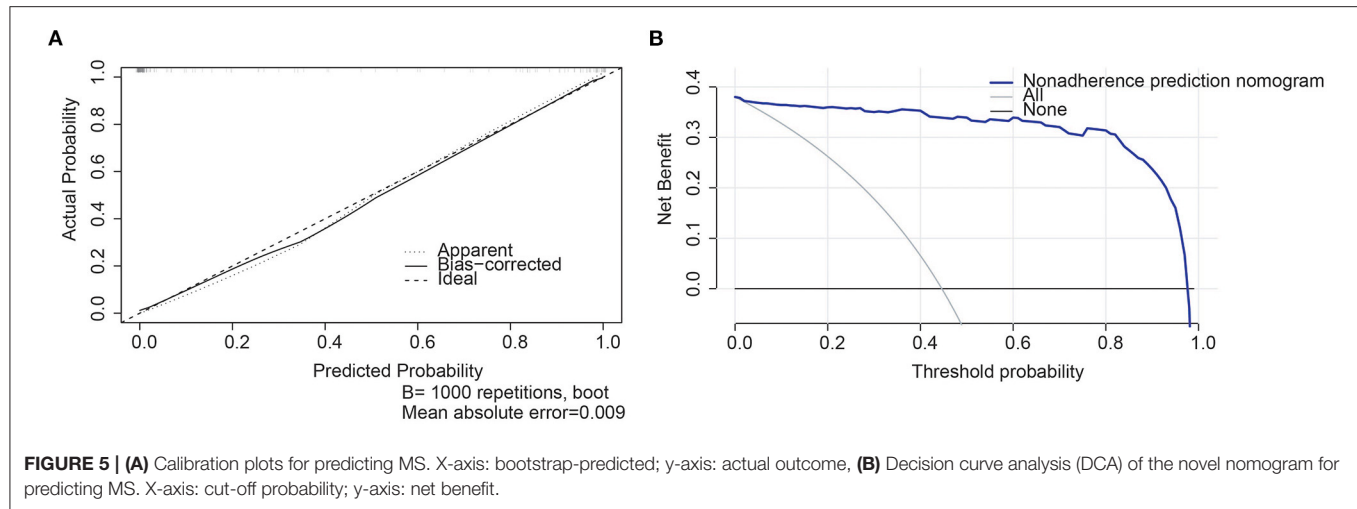 A
Actual Probability
1.0
0.8
0.6
0.4
0.2
0.0
Apparent
Bias-corrected
Ideal
0.0 0.2 0.4 0.6 0.8 1.0
Predicted Probability
B= 1000 repetitions, boot
Mean absolute error=0.009
B
Net Benefit
0.4
0.3
0.2
0.1
0.0
Nonadherence prediction nomogram
All
None
0.0 0.2 0.4 0.6 0.8 1.0
Threshold probability
FIGURE 5 | (A) Calibration plots for predicting MS. X-axis: bootstrap-predicted; y-axis: actual outcome, (B) Decision curve analysis (DCA) of the novel nomogram for
predicting MS. X-axis: cut-off probability; y-axis: net benefit.